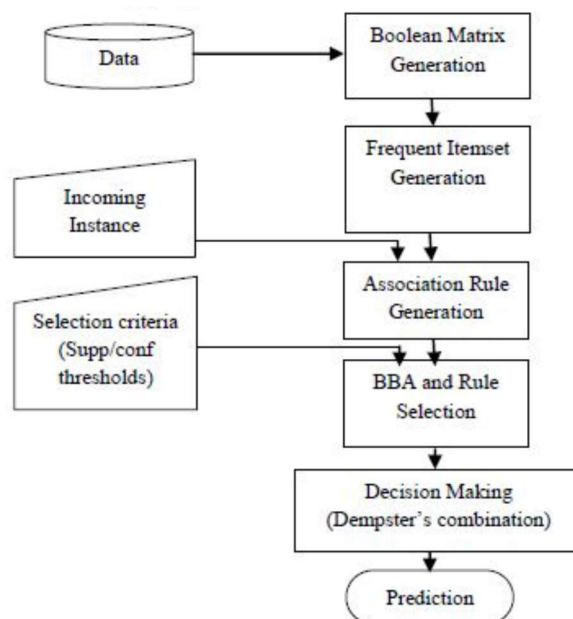 Data
Boolean Matrix
Generation
Frequent Itemset
Generation
Incoming
Instance
Association Rule
Generation
Selection criteria
(Supp/conf
thresholds)
BBA and Rule
Selection
Decision Making
(Dempster's combination)
Prediction